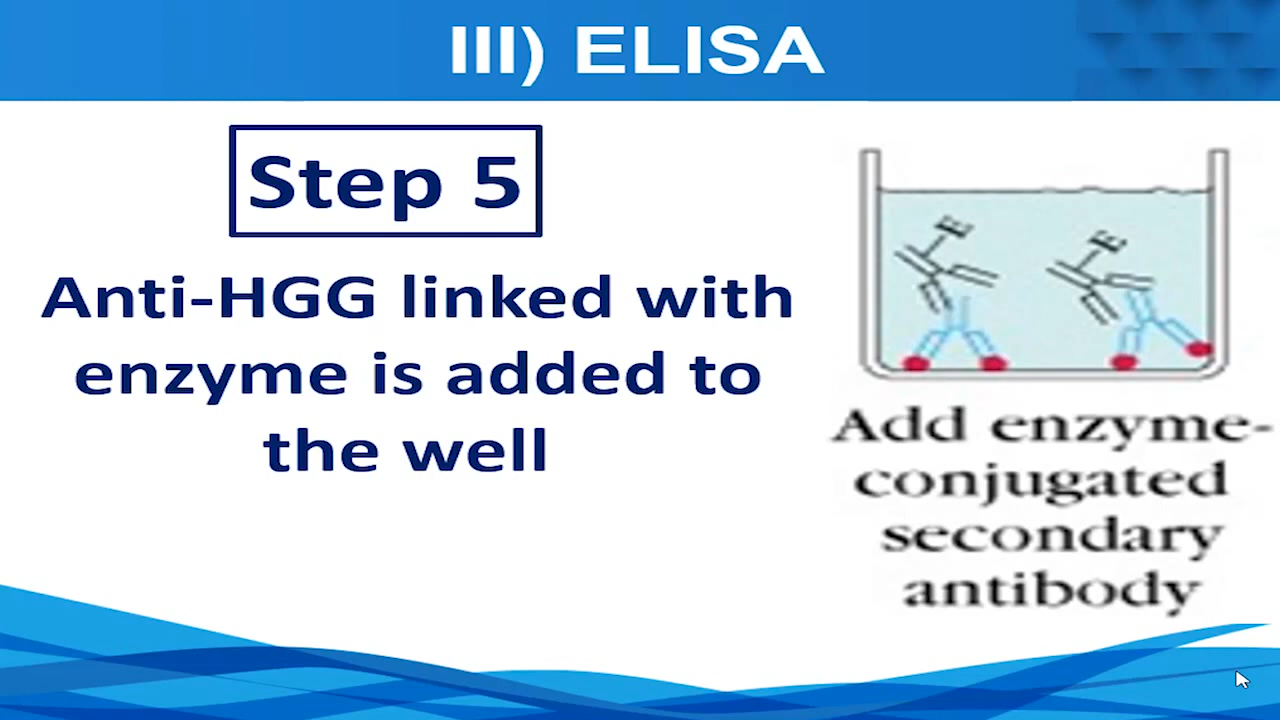 III) ELISA
Step 5
Anti-HGG linked with
enzyme is added to
the well
E
E
Add enzyme-
conjugated
secondary
antibody